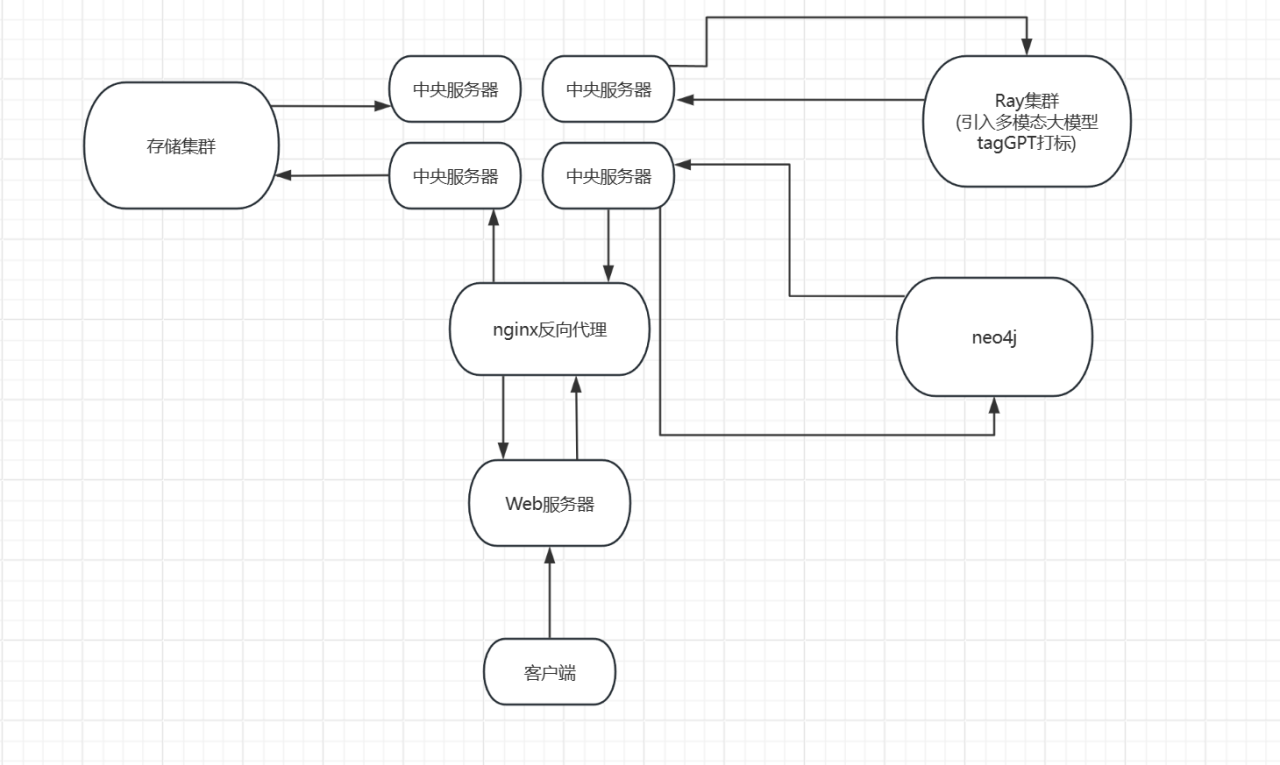 中央服务器
中央服务器
存储集群
Ray集群
(引入多模态大模型
tagGPT打标)
中央服务器
中央服务器
nginx反向代理
neo4j
Web服务器
客户端